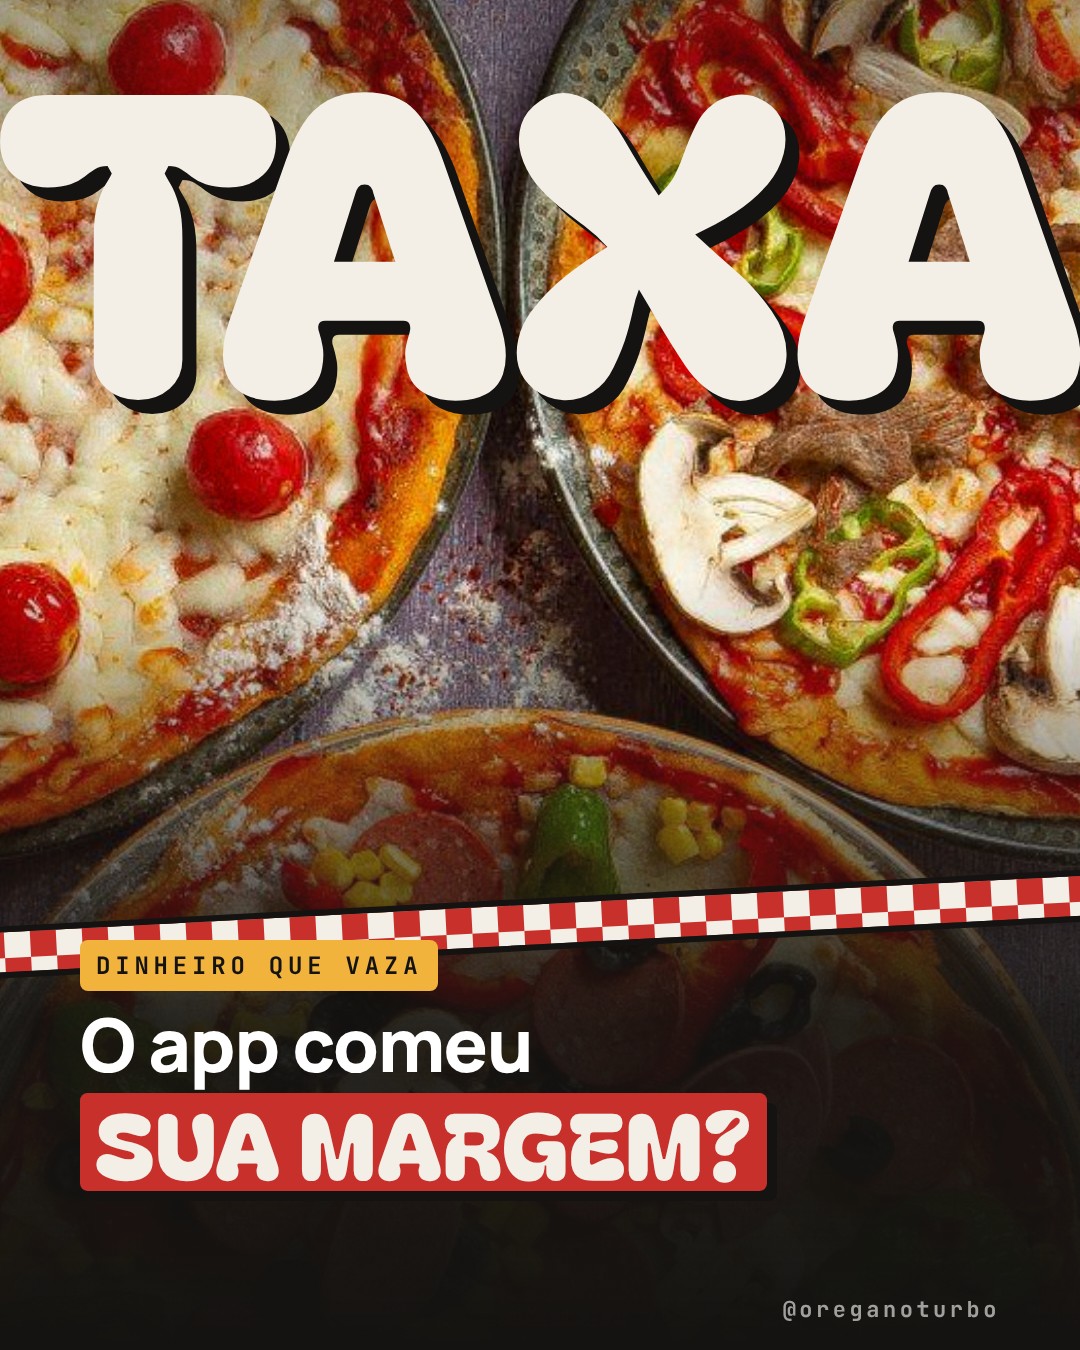 TAXA
DINHEIRO QUE VAZA
O app comeu
SUA MARGEM?
@oreganoturbo